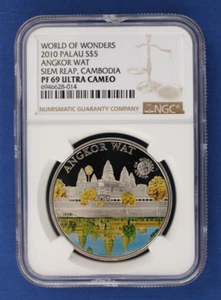 WORLD OF WONDERS
2010 PALAU S$5
ANGKOR WAT
SIEM REAP, CAMBODIA
PF 69 ULTRA CAMEO
6946628-014
NUMISMATIC GUARANTY COMPANY
NGC
ANGKOR WAT